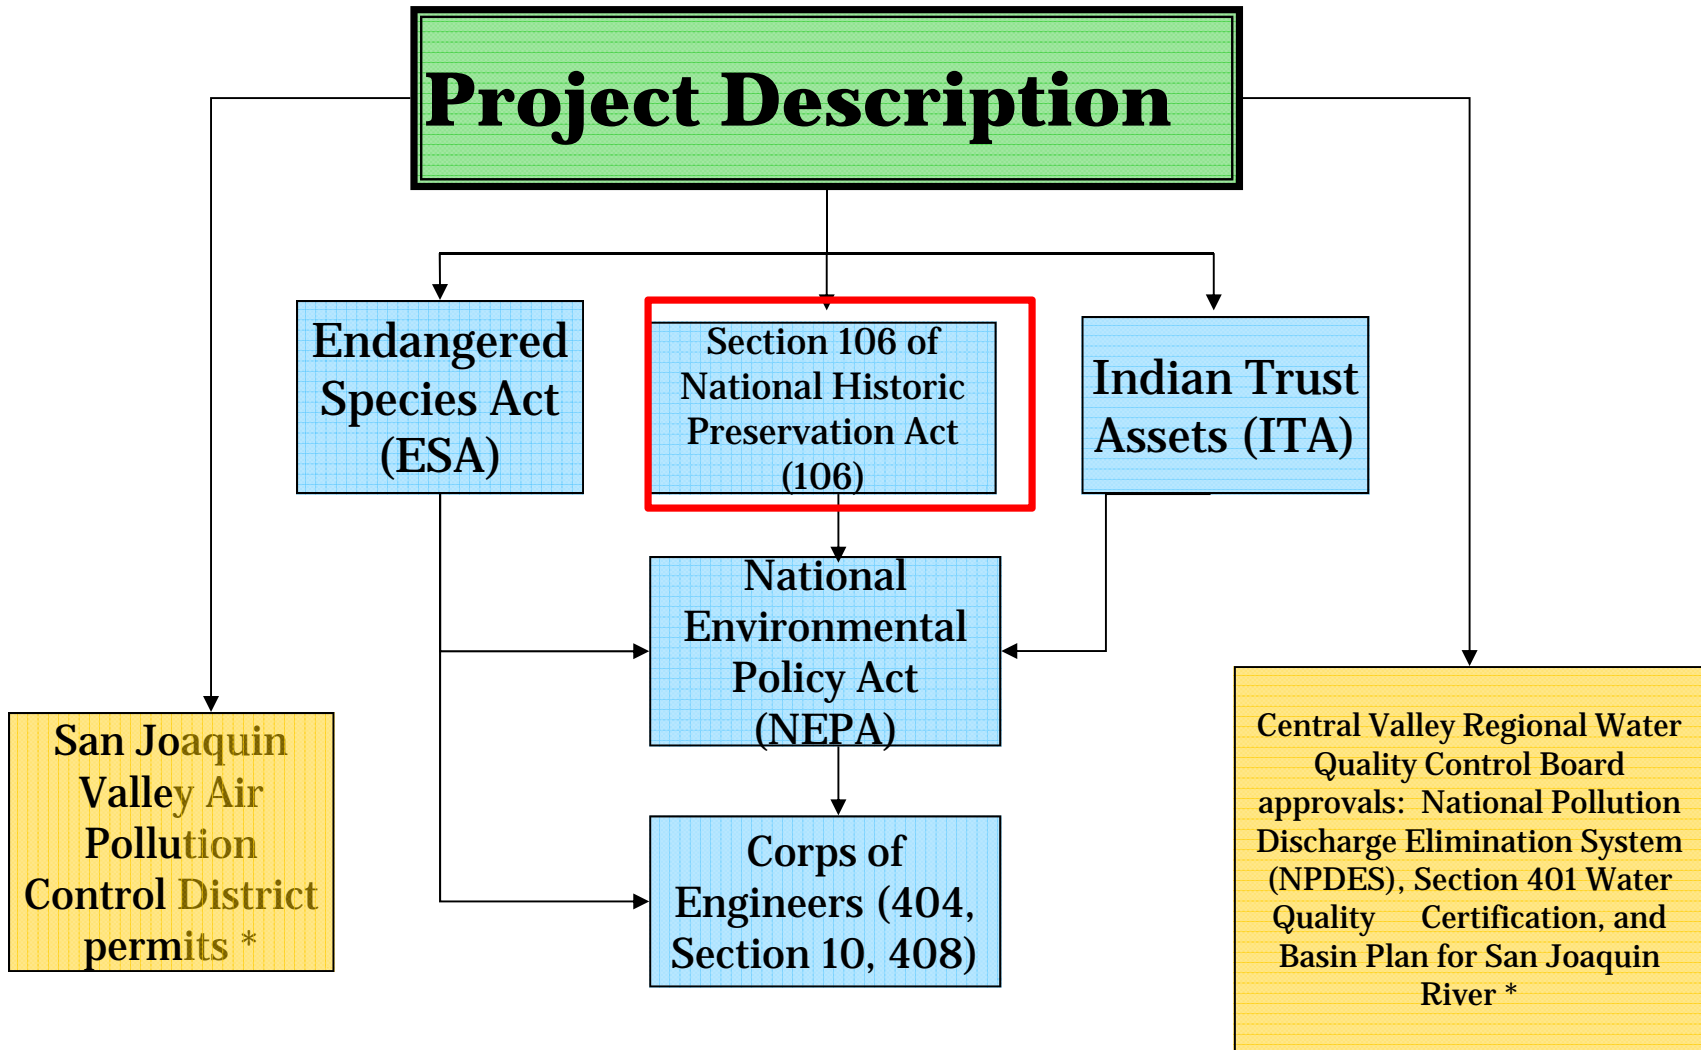 Project Description
Endangered
Species Act
(ESA)
Section 106 of
National Historic
Preservation Act
(106)
Indian Trust
Assets (ITA)
National
Environmental
Policy Act
(NEPA)
San Joaquin
Valley Air
Pollution
Control District
permits *
Corps of
Engineers (404,
Section 10, 408)
Central Valley Regional Water
Quality Control Board
approvals: National Pollution
Discharge Elimination System
(NPDES), Section 401 Water
Quality Certification, and
Basin Plan for San Joaquin
River *